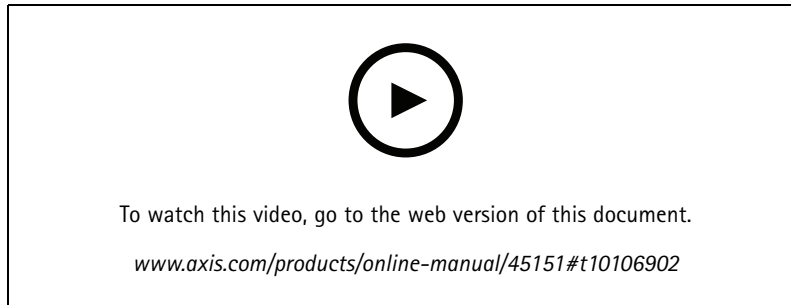 To watch this video, go to the web version of this document.
www.axis.com/products/online-manual/45151#t10106902